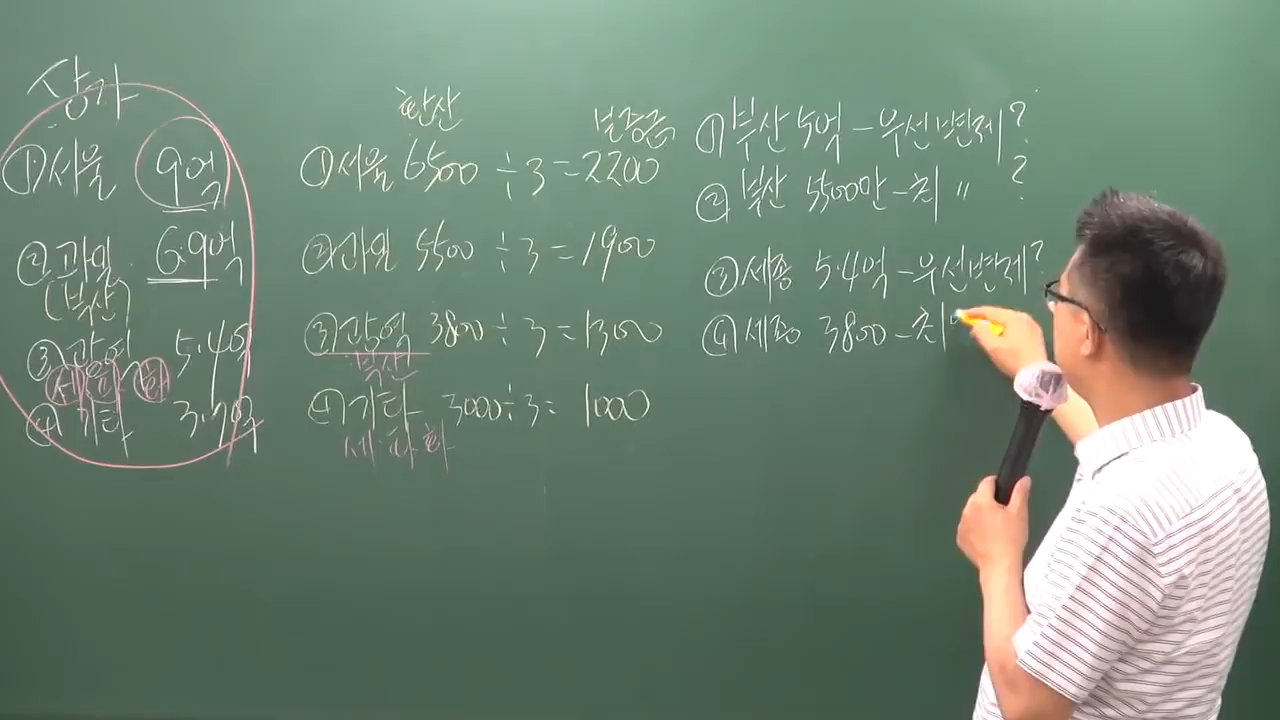 상가
①서울 9억
②과밀 6.9억
(부산)
③광역 5.4억
세 파 화
④기타 3.7억
환산
보증금
①서울 6500÷3=2200
②과밀 5500÷3=1900
③광역 3800÷3=1300
부산
④기타 3000÷3= 1000
세·파·화
①부산 5억-우선변제?
②부산 5500만-최 〃 ?
③세종 5.4억-우선변제?
④세종 3800-최